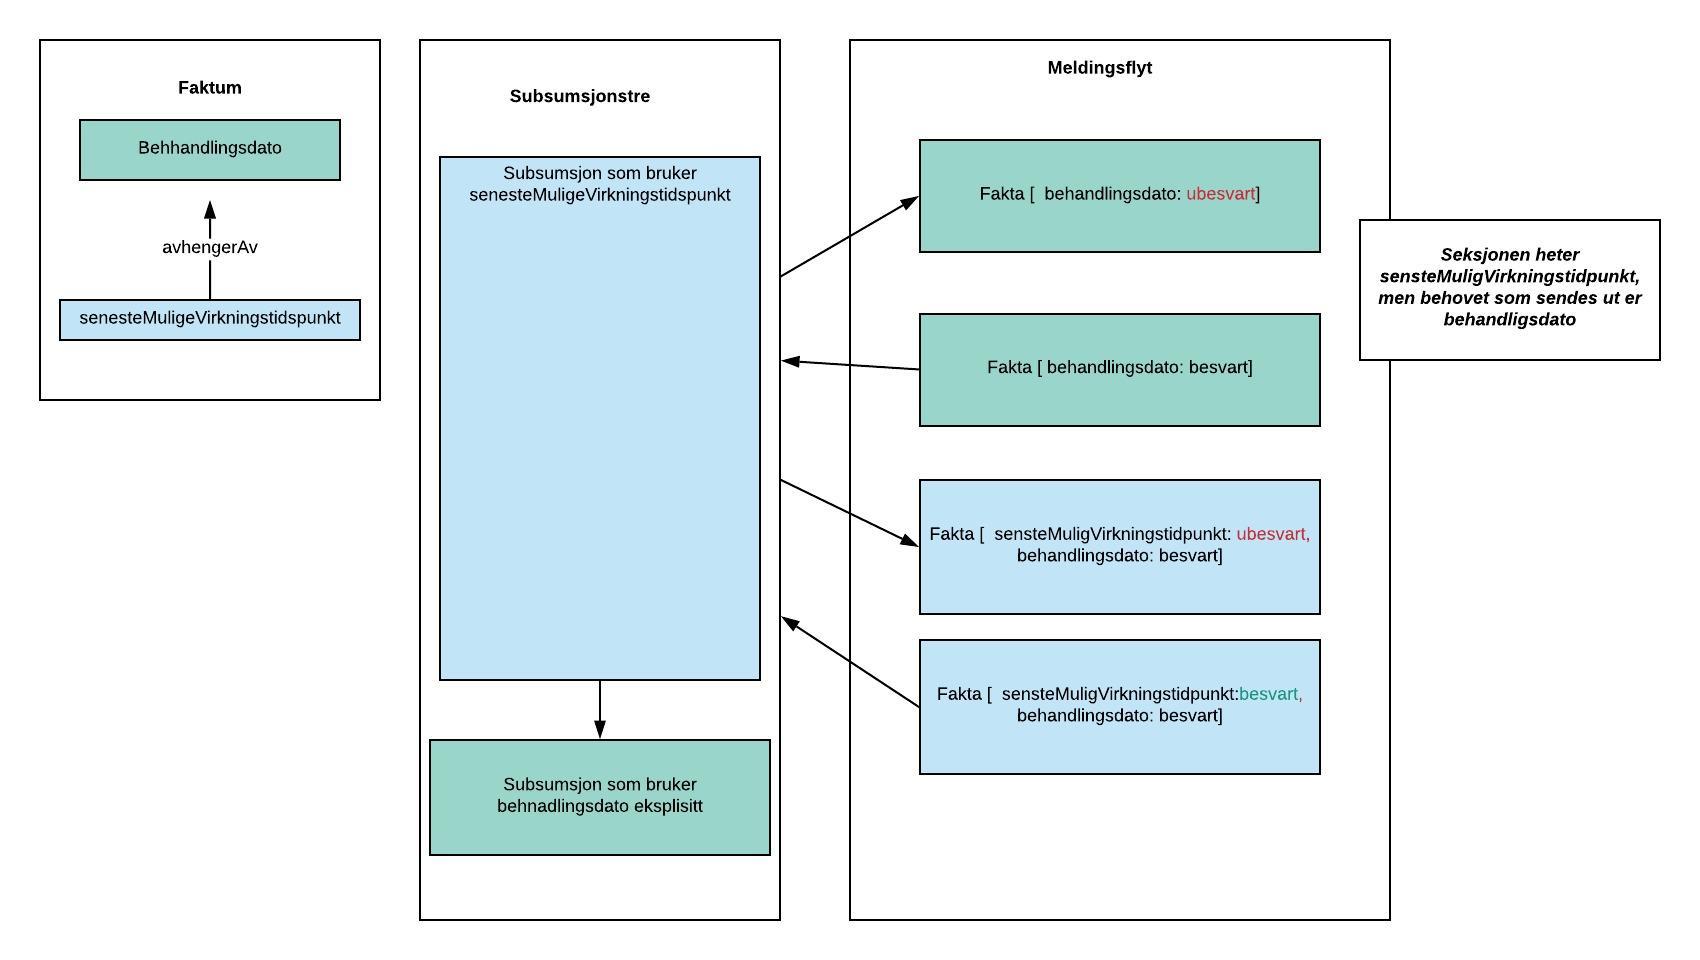 Faktum
Behhandlingsdato
avhengerAv
senesteMuligeVirkningstidspunkt
Subsumsjonstre
Subsumsjon som bruker
senesteMuligeVirkningstidspunkt
Subsumsjon som bruker
behnadlingsdato eksplisitt
Meldingsflyt
Fakta [  behandlingsdato: ubesvart]
Fakta [ behandlingsdato: besvart]
Fakta [  sensteMuligVirkningstidpunkt: ubesvart,
behandlingsdato: besvart]
Fakta [  sensteMuligVirkningstidpunkt:besvart,
behandlingsdato: besvart]
Seksjonen heter
sensteMuligVirkningstidpunkt,
men behovet som sendes ut er
behandligsdato